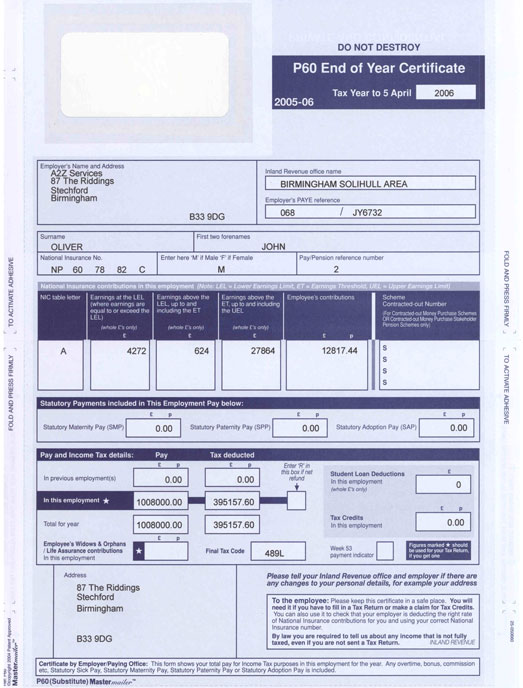 DO NOT DESTROY
P60 End of Year Certificate
Tax Year to 5 April 2006
2005-06
Employer's Name and Address
A2Z Services
87 The Riddings
Stechford
Birmingham
B33 9DG
Inland Revenue office name
BIRMINGHAM SOLIHULL AREA
Employer's PAYE reference
068 / JY6732
Surname First two forenames
OLIVER JOHN
National Insurance No. Enter here 'M' if Male 'F' if Female Pay/Pension reference number
NP 60 78 82 C M 2
National Insurance contributions in this employment (Note: LEL = Lower Earnings Limit, ET = Earnings Threshold, UEL = Upper Earnings Limit)
NIC table letter
Earnings at the LEL (where earnings are equal to or exceed the LEL)
(whole £'s only)
£
Earnings above the LEL, up to and including the ET
(whole £'s only)
£
Earnings above the ET, up to and including the UEL
(whole £'s only)
£
Employee's contributions
£ p
Scheme Contracted-out Number
(For Contracted-out Money Purchase Schemes OR Contracted-out Money Purchase Stakeholder Pension Schemes only)
A 4272 624 27864 12817.44
S
S
S
S
Statutory Payments included in This Employment Pay below:
£ p £ p £ p
Statutory Maternity Pay (SMP) 0.00 Statutory Paternity Pay (SPP) 0.00 Statutory Adoption Pay (SAP) 0.00
Pay and Income Tax details: Pay Tax deducted
£ p £ p
Enter 'R' in this box if net refund
In previous employment(s) 0.00 0.00
In this employment ★ 1008000.00 395157.60
Total for year 1008000.00 395157.60
Student Loan Deductions
In this employment
(whole £'s only)
£
0
Tax Credits
In this employment
£ p
0.00
Employee's Widows & Orphans / Life Assurance contributions
In this employment
£ p
★
Final Tax Code 489L
Week 53 payment indicator
Figures marked ★ should be used for your Tax Return, if you get one
Address
87 The Riddings
Stechford
Birmingham
B33 9DG
Please tell your Inland Revenue office and employer if there are any changes to your personal details, for example your address
To the employee: Please keep this certificate in a safe place. You will need it if you have to fill in a Tax Return or make a claim for Tax Credits.
You can also use it to check that your employer is deducting the right rate of National Insurance contributions for you and using your correct National Insurance number.
By law you are required to tell us about any income that is not fully taxed, even if you are not sent a Tax Return. INLAND REVENUE
Certificate by Employer/Paying Office: This form shows your total pay for Income Tax purposes in this employment for the year. Any overtime, bonus, commission etc, Statutory Sick Pay, Statutory Maternity Pay, Statutory Paternity Pay or Statutory Adoption Pay is included.
P60 (Substitute) Mastermailer™
FOLD AND PRESS FIRMLY TO ACTIVATE ADHESIVE
FOLD AND PRESS FIRMLY TO ACTIVATE ADHESIVE